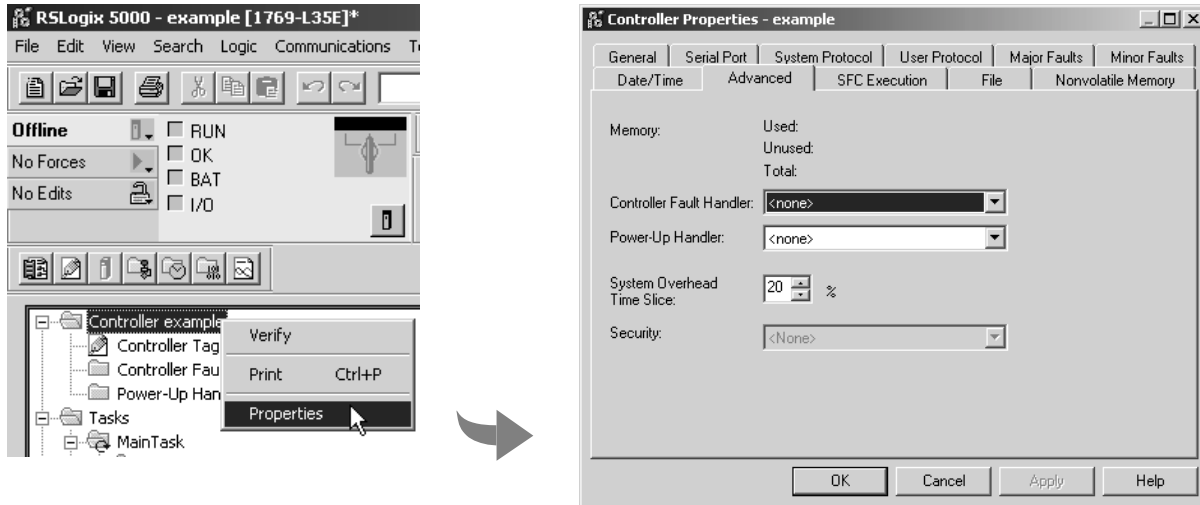 RSLogix 5000 - example [1769-L35E]*
File Edit View Search Logic Communications
Offline
RUN
No Forces
OK
BAT
No Edits
I/O
Controller example
Controller Tag
Controller Fau
Power-Up Han
Tasks
MainTask
Verify
Print Ctrl+P
Properties
Controller Properties - example
General Serial Port System Protocol User Protocol Major Faults Minor Faults
Date/Time Advanced SFC Execution File Nonvolatile Memory
Memory: Used:
Unused:
Total:
Controller Fault Handler: <none>
Power-Up Handler: <none>
System Overhead
Time Slice: 20 %
Security: <None>
OK Cancel Apply Help